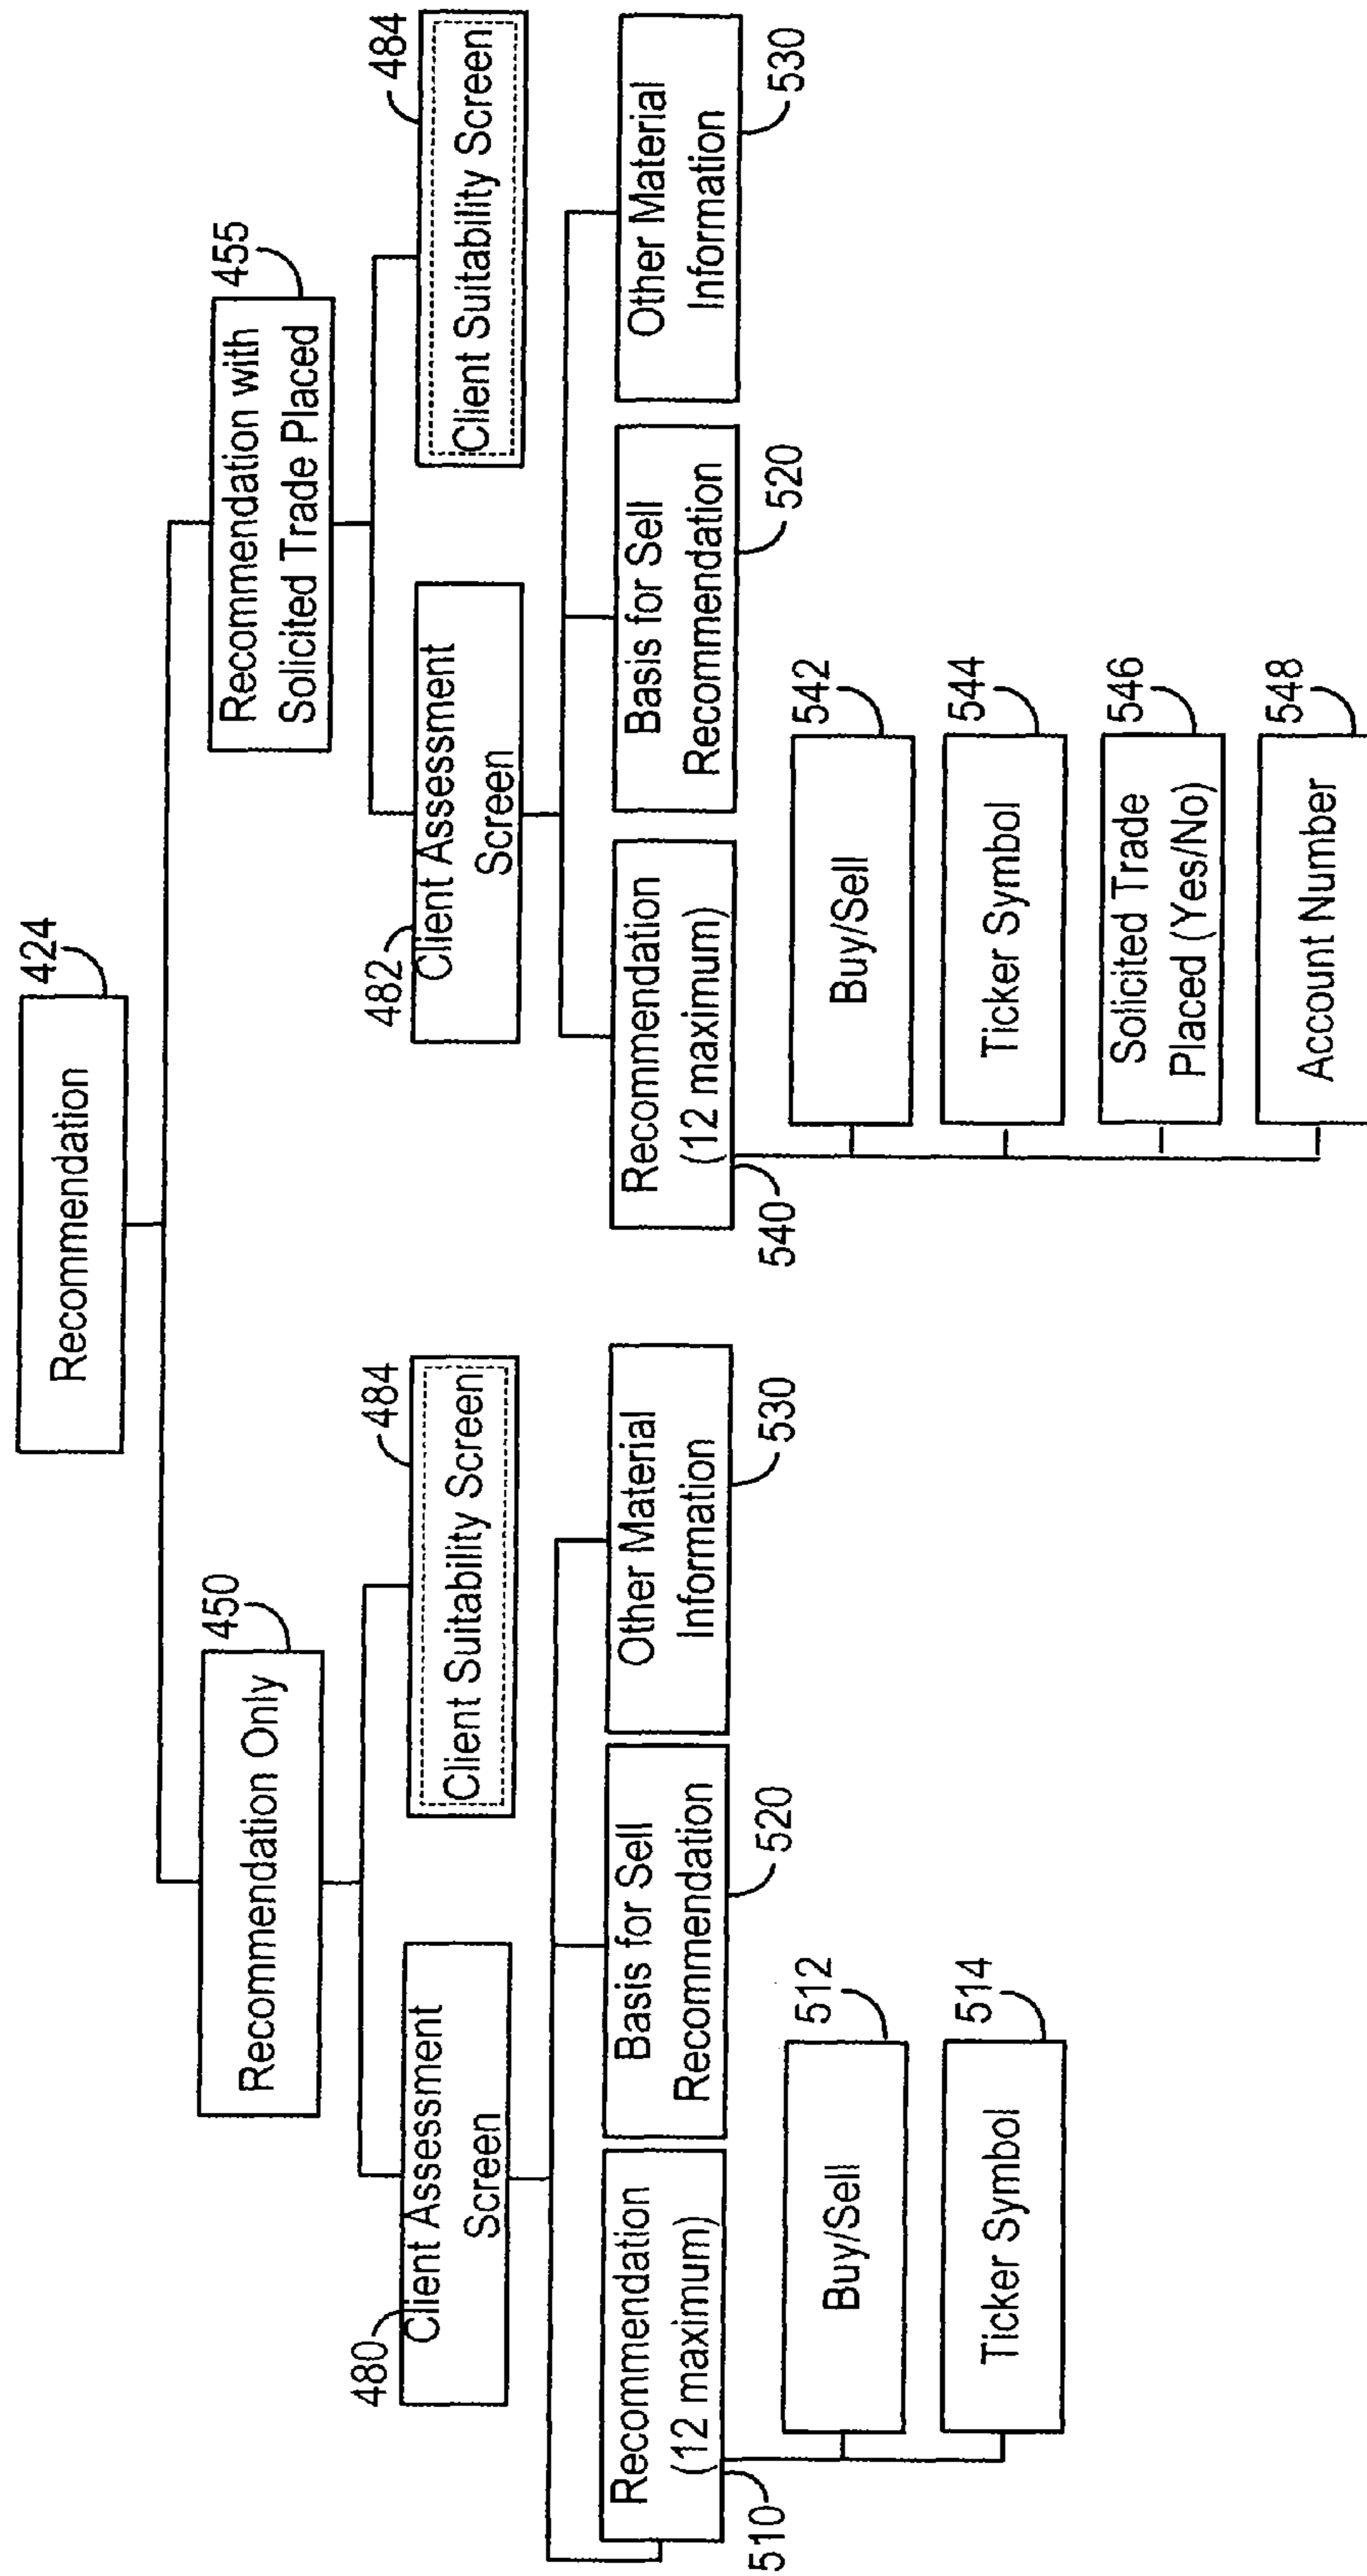 424
Recommendation
450
Recommendation Only
455
Recommendation with
Solicited Trade Placed
480
Client Assessment
Screen
484
Client Suitability Screen
482
Client Assessment
Screen
484
Client Suitability Screen
Recommendation
(12 maximum)
510
Basis for Sell
Recommendation
520
Other Material
Information
530
Recommendation
(12 maximum)
540
Basis for Sell
Recommendation
520
Other Material
Information
530
512
Buy/Sell
514
Ticker Symbol
542
Buy/Sell
544
Ticker Symbol
546
Solicited Trade
Placed (Yes/No)
548
Account Number